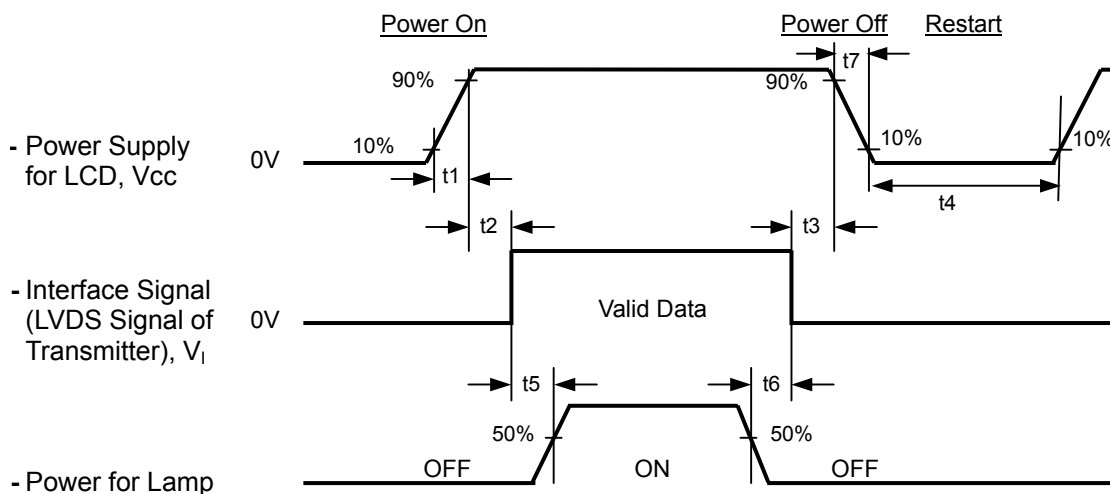 Power On
Power Off
Restart
t7
90%
90%
10%
10%
10%
- Power Supply
for LCD, Vcc
0V
t1
t4
t2
t3
- Interface Signal
(LVDS Signal of
Transmitter), VI
0V
Valid Data
t5
t6
50%
50%
- Power for Lamp
OFF
ON
OFF